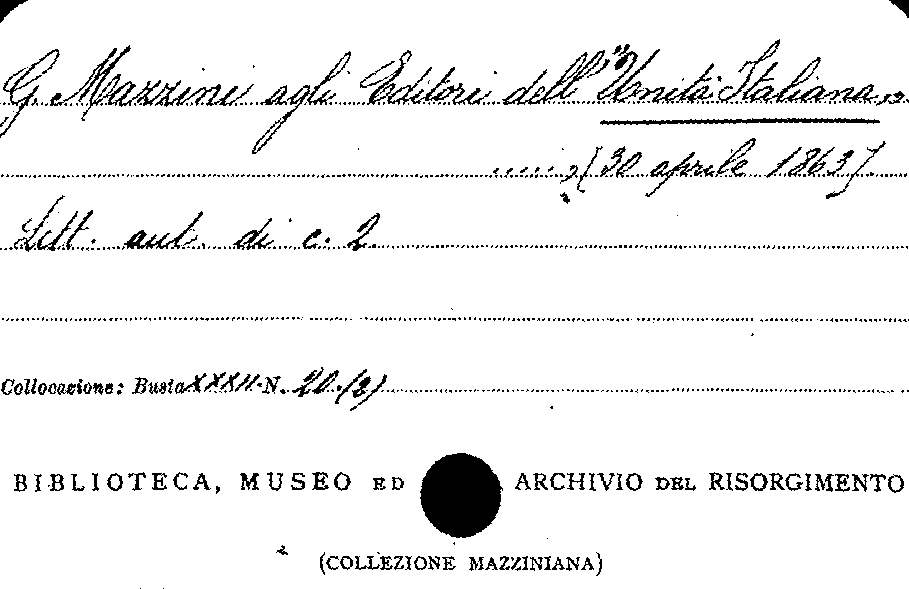 G. Mazzini agli Editori dell'"Unità Italiana„
..... , [30 aprile 1863].
Lett. aut. di c. 2.
Collocazione: Busta XXXII. N. 20.(2)
BIBLIOTECA, MUSEO ED ARCHIVIO DEL RISORGIMENTO
(COLLEZIONE MAZZINIANA)